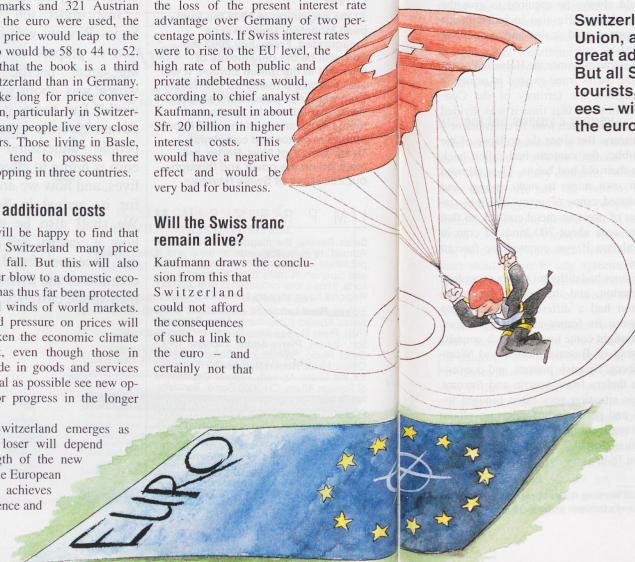 marks and 321 Austrian
the euro were used, the
price would leap to the
would be 58 to 44 to 52.
that the book is a third
tzerland than in Germany.
ke long for price conver-
n, particularly in Switzer-
any people live very close
rs. Those living in Basle,
tend to possess three
opping in three countries.
additional costs
ill be happy to find that
Switzerland many price
fall. But this will also
r blow to a domestic eco-
has thus far been protected
l winds of world markets.
d pressure on prices will
ken the economic climate
, even though those in
de in goods and services
al as possible see new op-
or progress in the longer
witzerland emerges as
loser will depend
gth of the new
e European
achieves
ence and
the loss of the present interest rate
advantage over Germany of two per-
centage points. If Swiss interest rates
were to rise to the EU level, the
high rate of both public and
private indebtedness would,
according to chief analyst
Kaufmann, result in about
Sfr. 20 billion in higher
interest costs. This
would have a negative
effect and would be
very bad for business.
Will the Swiss franc
remain alive?
Kaufmann draws the conclu-
sion from this that
Switzerland
could not afford
the consequences
of such a link to
the euro – and
certainly not that
Switzerl
Union, a
great ad
But all S
tourists,
ees – wi
the euro
EURO